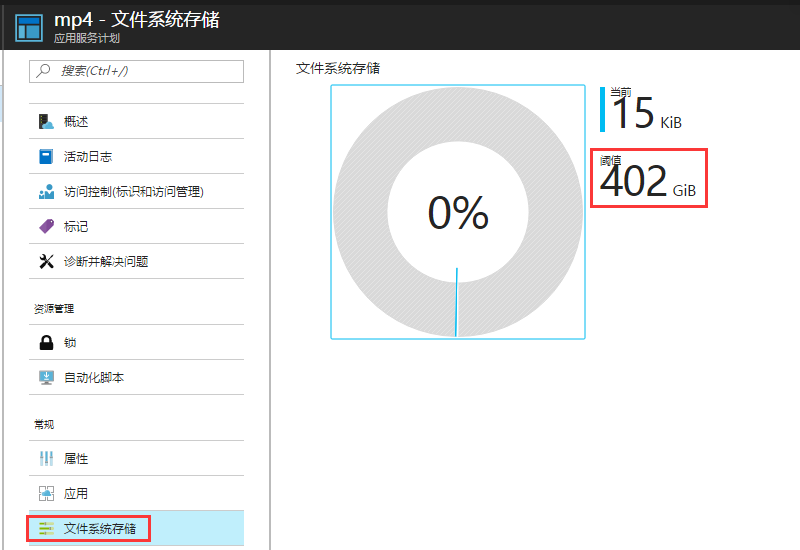 mp4 - 文件系统存储
应用服务计划
搜索(Ctrl+/)
概述
活动日志
访问控制(标识和访问管理)
标记
诊断并解决问题
资源管理
锁
自动化脚本
常规
属性
应用
文件系统存储
文件系统存储
0%
当前
15 KiB
阈值
402 GiB